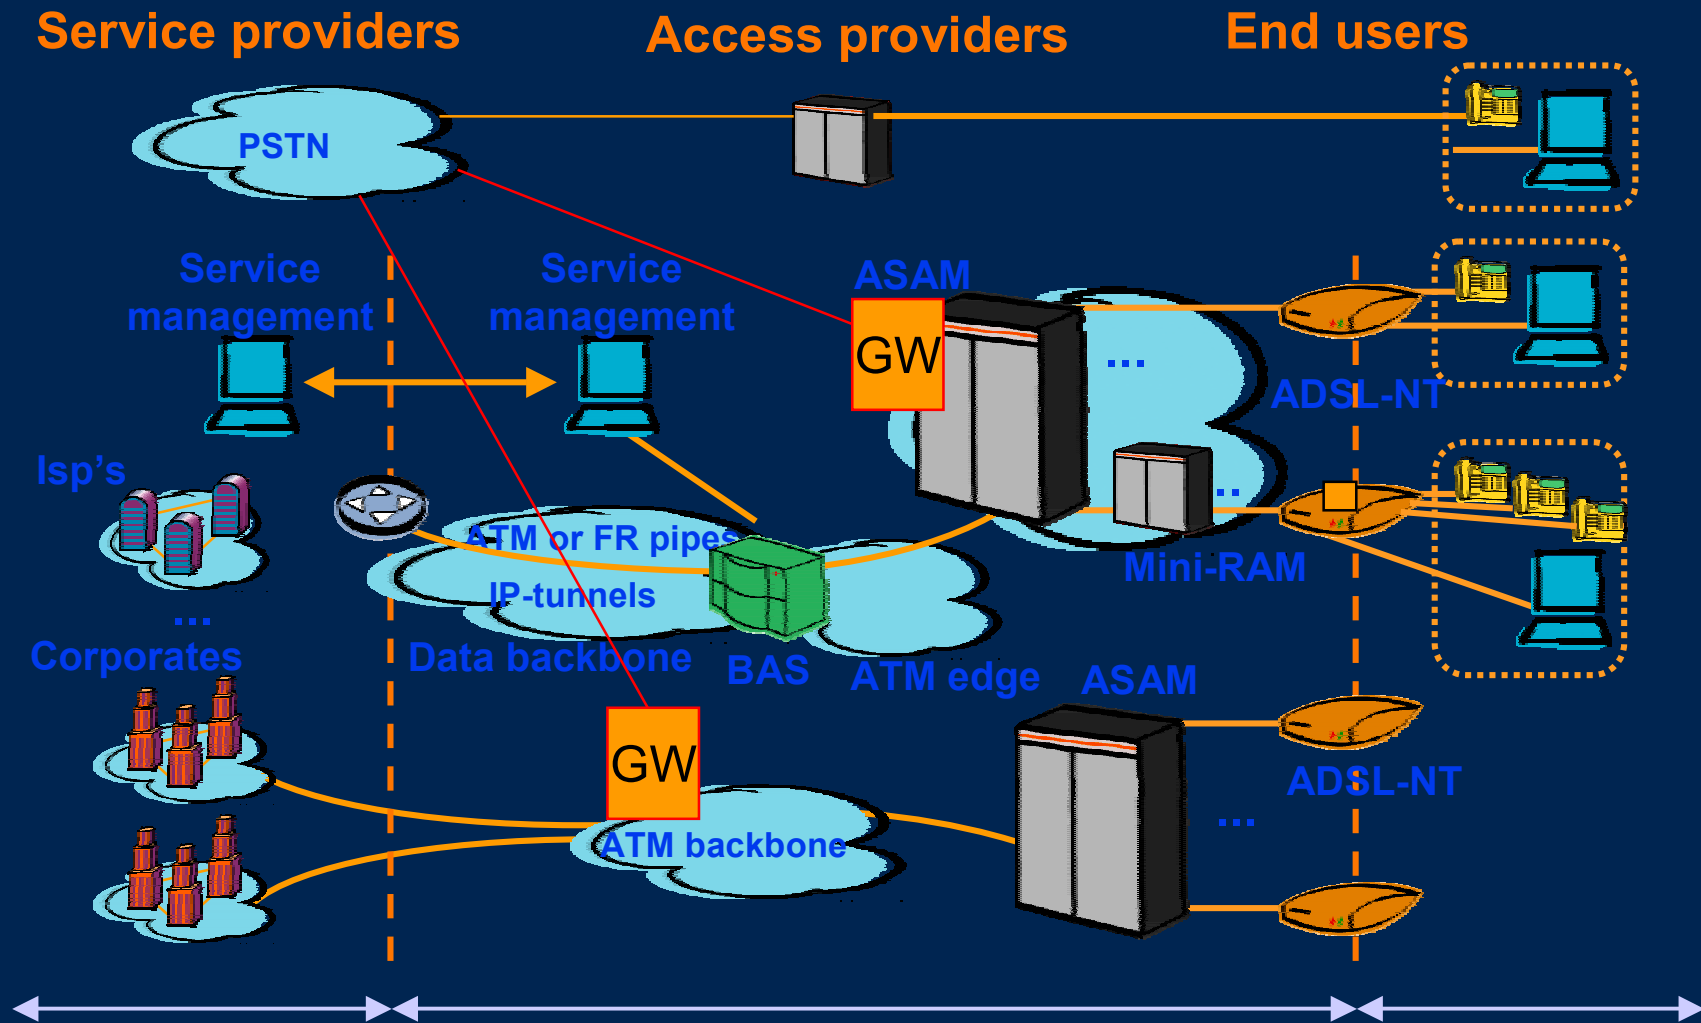 Service providers
Access providers
End users
PSTN
Service
management
Service
management
ASAM
GW
...
ADSL-NT
Isp's
ATM or FR pipes
IP-tunnels
..
Mini-RAM
...
Corporates
Data backbone
BAS
ATM edge
ASAM
GW
ADSL-NT
...
ATM backbone